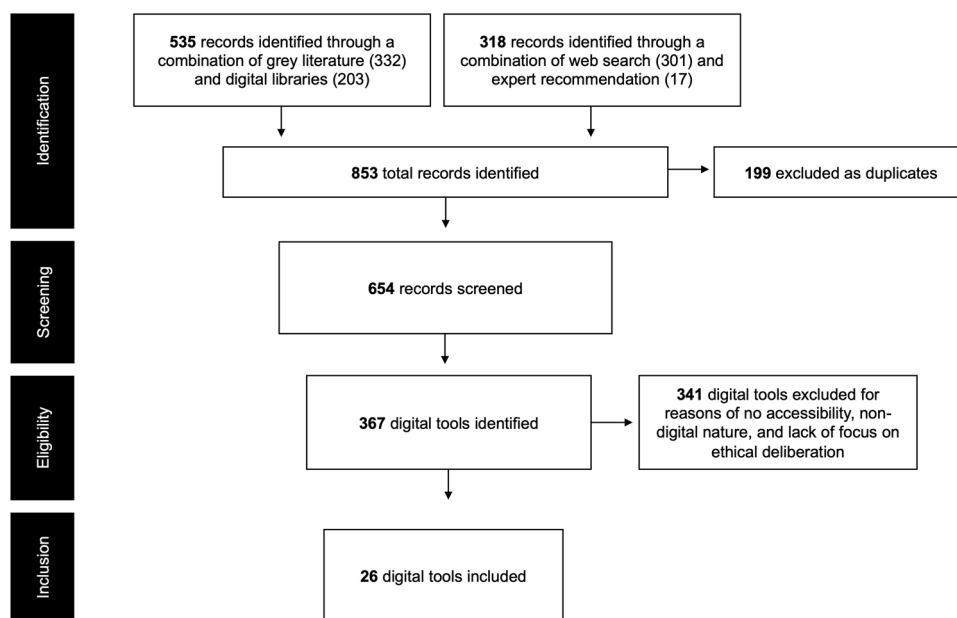 Identification
535 records identified through a
combination of grey literature (332)
and digital libraries (203)
318 records identified through a
combination of web search (301) and
expert recommendation (17)
853 total records identified
199 excluded as duplicates
Screening
654 records screened
Eligibility
367 digital tools identified
341 digital tools excluded for
reasons of no accessibility, non-
digital nature, and lack of focus on
ethical deliberation
Inclusion
26 digital tools included